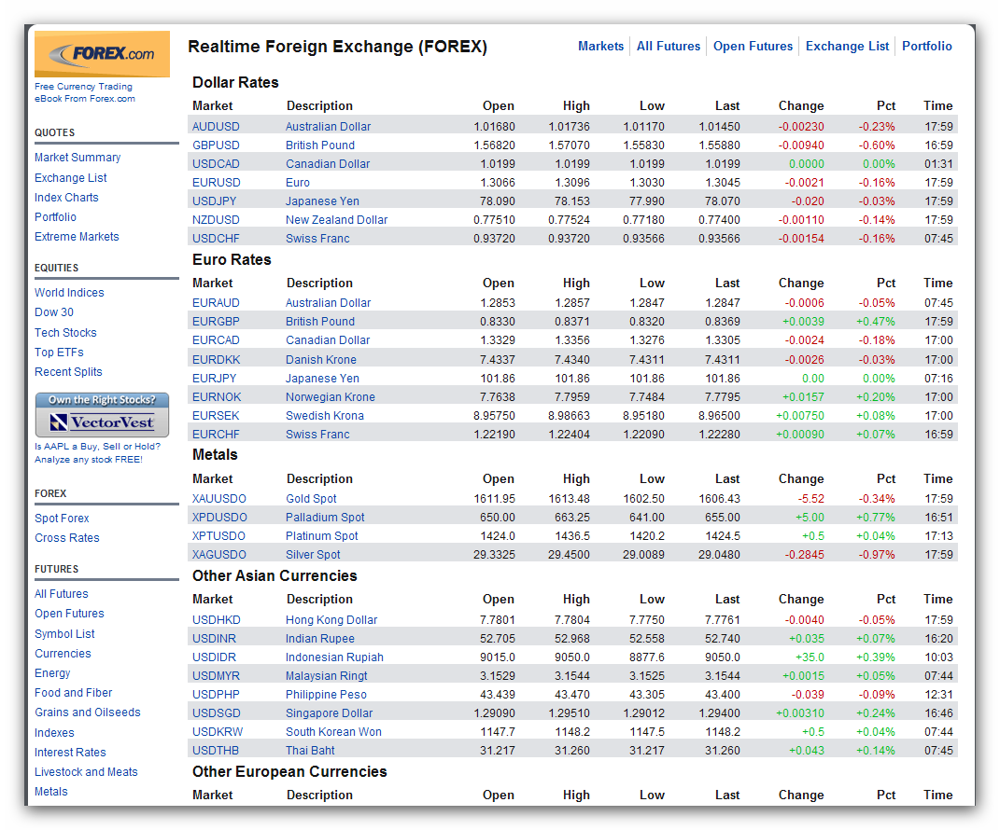 FOREX.com
Free Currency Trading
eBook From Forex.com
QUOTES
Market Summary
Exchange List
Index Charts
Portfolio
Extreme Markets
EQUITIES
World Indices
Dow 30
Tech Stocks
Top ETFs
Recent Splits
Own the Right Stocks?
VectorVest
Is AAPL a Buy, Sell or Hold?
Analyze any stock FREE!
FOREX
Spot Forex
Cross Rates
FUTURES
All Futures
Open Futures
Symbol List
Currencies
Energy
Food and Fiber
Grains and Oilseeds
Indexes
Interest Rates
Livestock and Meats
Metals
Realtime Foreign Exchange (FOREX)
Markets All Futures Open Futures Exchange List Portfolio
Dollar Rates
Market Description Open High Low Last Change Pct Time
AUDUSD Australian Dollar 1.01680 1.01736 1.01170 1.01450 -0.00230 -0.23% 17:59
GBPUSD British Pound 1.56820 1.57070 1.55830 1.55880 -0.00940 -0.60% 16:59
USDCAD Canadian Dollar 1.0199 1.0199 1.0199 1.0199 0.0000 0.00% 01:31
EURUSD Euro 1.3066 1.3096 1.3030 1.3045 -0.0021 -0.16% 17:59
USDJPY Japanese Yen 78.090 78.153 77.990 78.070 -0.020 -0.03% 17:59
NZDUSD New Zealand Dollar 0.77510 0.77524 0.77180 0.77400 -0.00110 -0.14% 17:59
USDCHF Swiss Franc 0.93720 0.93720 0.93566 0.93566 -0.00154 -0.16% 07:45
Euro Rates
Market Description Open High Low Last Change Pct Time
EURAUD Australian Dollar 1.2853 1.2857 1.2847 1.2847 -0.0006 -0.05% 07:45
EURGBP British Pound 0.8330 0.8371 0.8320 0.8369 +0.0039 +0.47% 17:59
EURCAD Canadian Dollar 1.3329 1.3356 1.3276 1.3305 -0.0024 -0.18% 17:00
EURDKK Danish Krone 7.4337 7.4340 7.4311 7.4311 -0.0026 -0.03% 17:00
EURJPY Japanese Yen 101.86 101.86 101.86 101.86 0.00 0.00% 07:16
EURNOK Norwegian Krone 7.7638 7.7959 7.7484 7.7795 +0.0157 +0.20% 17:00
EURSEK Swedish Krona 8.95750 8.98663 8.95180 8.96500 +0.00750 +0.08% 17:00
EURCHF Swiss Franc 1.22190 1.22404 1.22090 1.22280 +0.00090 +0.07% 16:59
Metals
Market Description Open High Low Last Change Pct Time
XAUUSDO Gold Spot 1611.95 1613.48 1602.50 1606.43 -5.52 -0.34% 17:59
XPDUSDO Palladium Spot 650.00 663.25 641.00 655.00 +5.00 +0.77% 16:51
XPTUSDO Platinum Spot 1424.0 1436.5 1420.2 1424.5 +0.5 +0.04% 17:13
XAGUSDO Silver Spot 29.3325 29.4500 29.0089 29.0480 -0.2845 -0.97% 17:59
Other Asian Currencies
Market Description Open High Low Last Change Pct Time
USDHKD Hong Kong Dollar 7.7801 7.7804 7.7750 7.7761 -0.0040 -0.05% 17:59
USDINR Indian Rupee 52.705 52.968 52.558 52.740 +0.035 +0.07% 16:20
USDIDR Indonesian Rupiah 9015.0 9050.0 8877.6 9050.0 +35.0 +0.39% 10:03
USDMYR Malaysian Ringt 3.1529 3.1544 3.1525 3.1544 +0.0015 +0.05% 07:44
USDPHP Philippine Peso 43.439 43.470 43.305 43.400 -0.039 -0.09% 12:31
USDSGD Singapore Dollar 1.29090 1.29510 1.29012 1.29400 +0.00310 +0.24% 16:46
USDKRW South Korean Won 1147.7 1148.2 1147.5 1148.2 +0.5 +0.04% 07:44
USDTHB Thai Baht 31.217 31.260 31.217 31.260 +0.043 +0.14% 07:45
Other European Currencies
Market Description Open High Low Last Change Pct Time